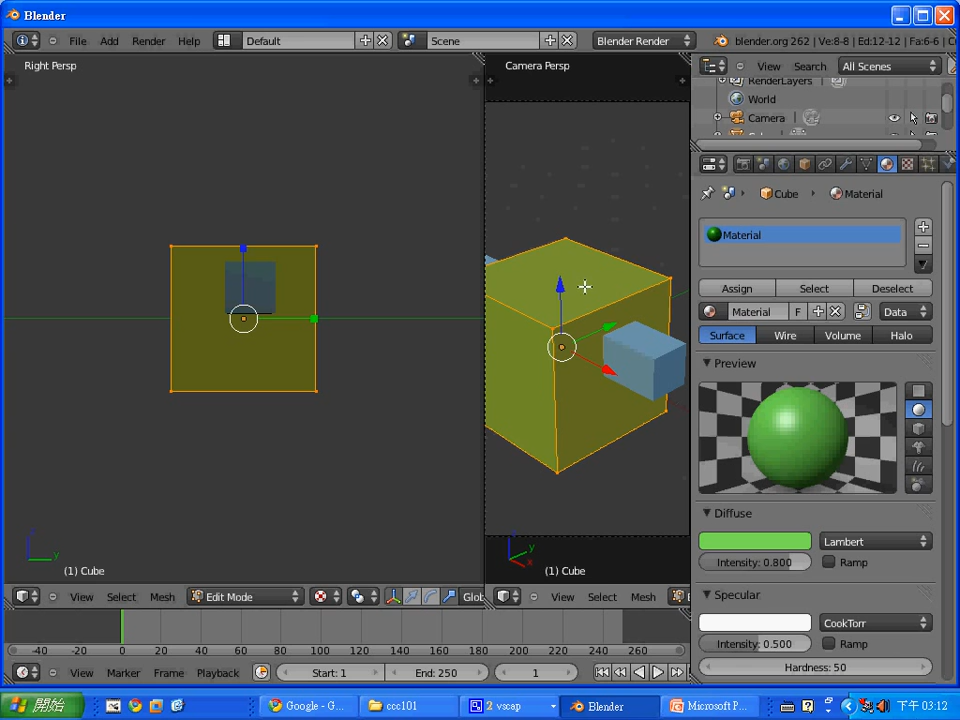 Blender
File Add Render Help Default Scene Blender Render blender.org 262 | Ve:8-8 | Ed:12-12 | Fa:6-6 |
Right Persp
Camera Persp
View Search All Scenes
RenderLayers
World
Camera
Cube Material
Material
Assign Select Deselect
Material F Data
Surface Wire Volume Halo
Preview
Diffuse
Lambert
Intensity: 0.800 Ramp
Specular
CookTorr
Intensity: 0.500 Ramp
Hardness: 50
z
y
(1) Cube
y
x
(1) Cube
View Select Mesh Edit Mode Glob
View Select Mesh
-40 -20 0 20 40 60 80 100 120 140 160 180 200 220 240 260
View Marker Frame Playback Start: 1 End: 250 1
開始 Google - G... ccc101 2 vscap Blender Microsoft P... 下午 03:12